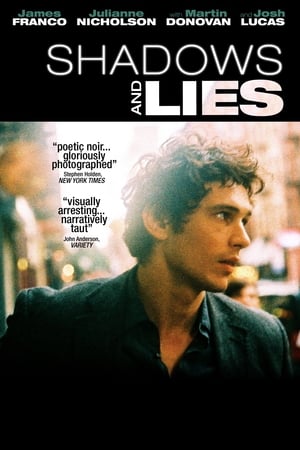 James FRANCO Julianne NICHOLSON with Martin DONOVAN and Josh LUCAS
SHADOWS
AND LIES
"poetic noir...
gloriously
photographed"
Stephen Holden,
NEW YORK TIMES
"visually
arresting...
narratively
taut"
John Anderson,
VARIETY